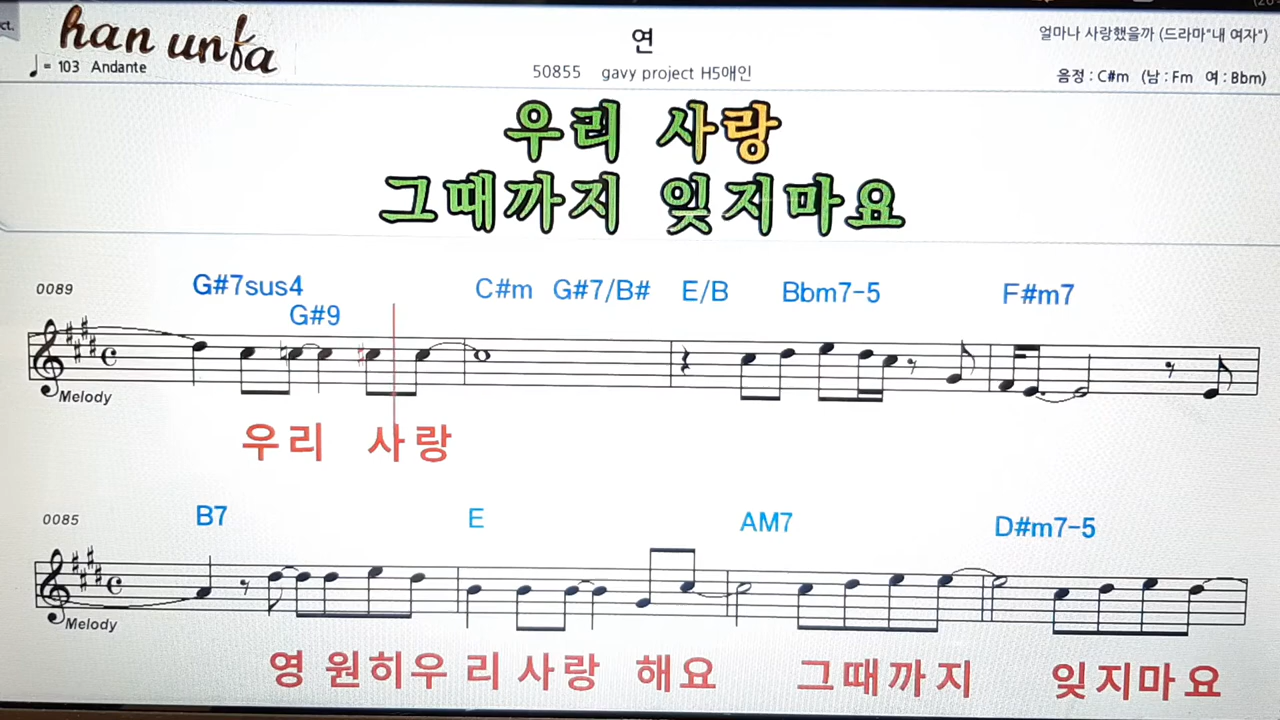 ct.
han unfa
연
얼마나 사랑했을까 (드라마"내 여자")
♩= 103 Andante
50855 gavy project H5애인
음정 : C#m (남 : Fm 여 : Bbm)
우리 사랑
그때까지 잊지마요
0089
G#7sus4 C#m G#7/B# E/B Bbm7-5 F#m7
G#9
Melody
우리 사랑
0085
B7 E AM7 D#m7-5
Melody
영 원히우 리 사랑 해요 그때까지 잊지마요